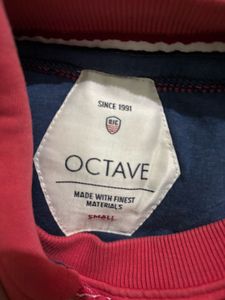 SINCE 1991
OCTAVE
MADE WITH FINEST
MATERIALS
SMALL